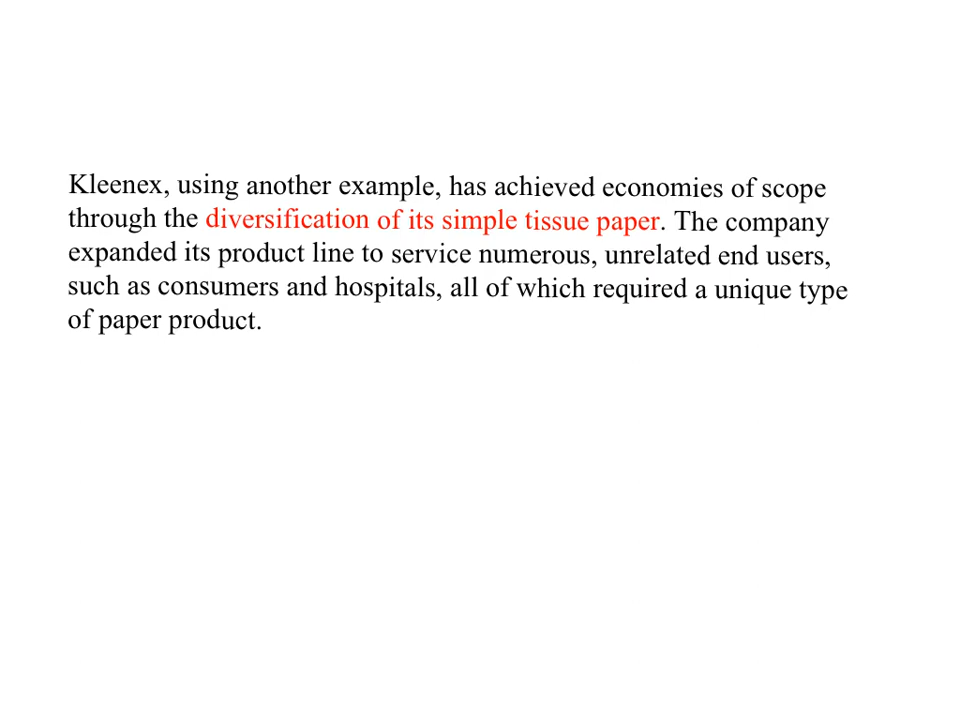 Kleenex, using another example, has achieved economies of scope
through the diversification of its simple tissue paper. The company
expanded its product line to service numerous, unrelated end users,
such as consumers and hospitals, all of which required a unique type
of paper product.